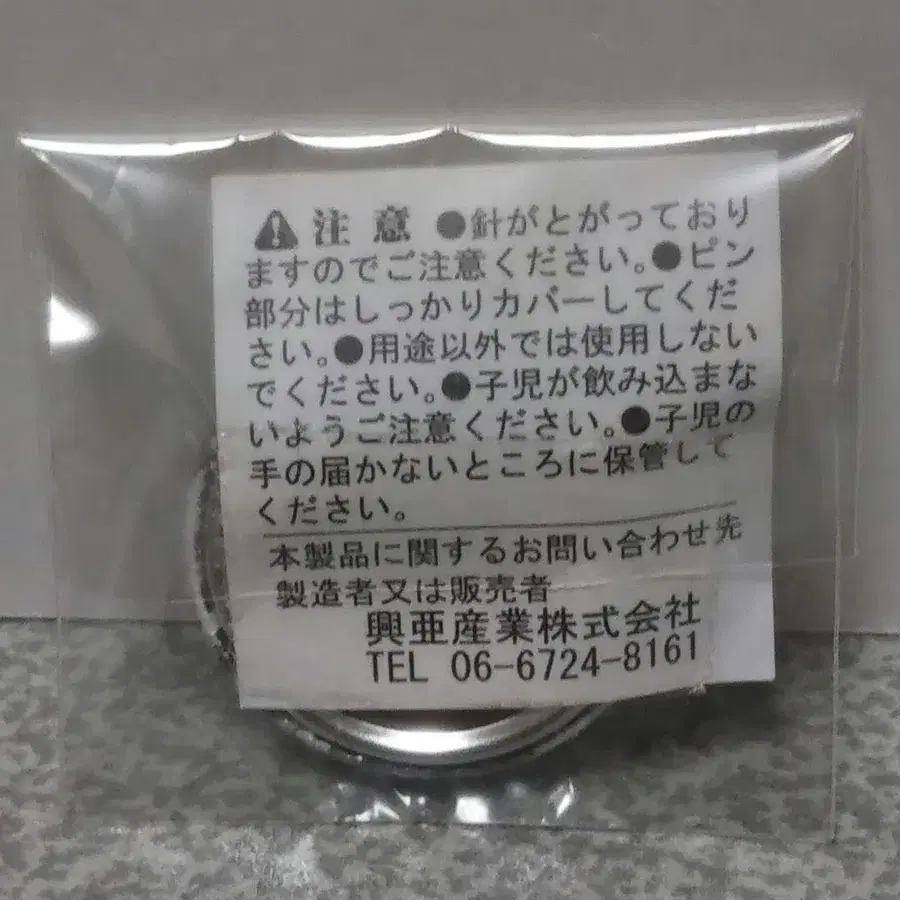 注意 ●針がとがっており
ますのでご注意ください。●ピン
部分はしっかりカバーしてくだ
さい。●用途以外では使用しない
でください。●子児が飲み込まな
いようご注意ください。●子児の
手の届かないところに保管して
ください。
本製品に関するお問い合わせ先
製造者又は販売者
興亜産業株式会社
TEL 06-6724-8161